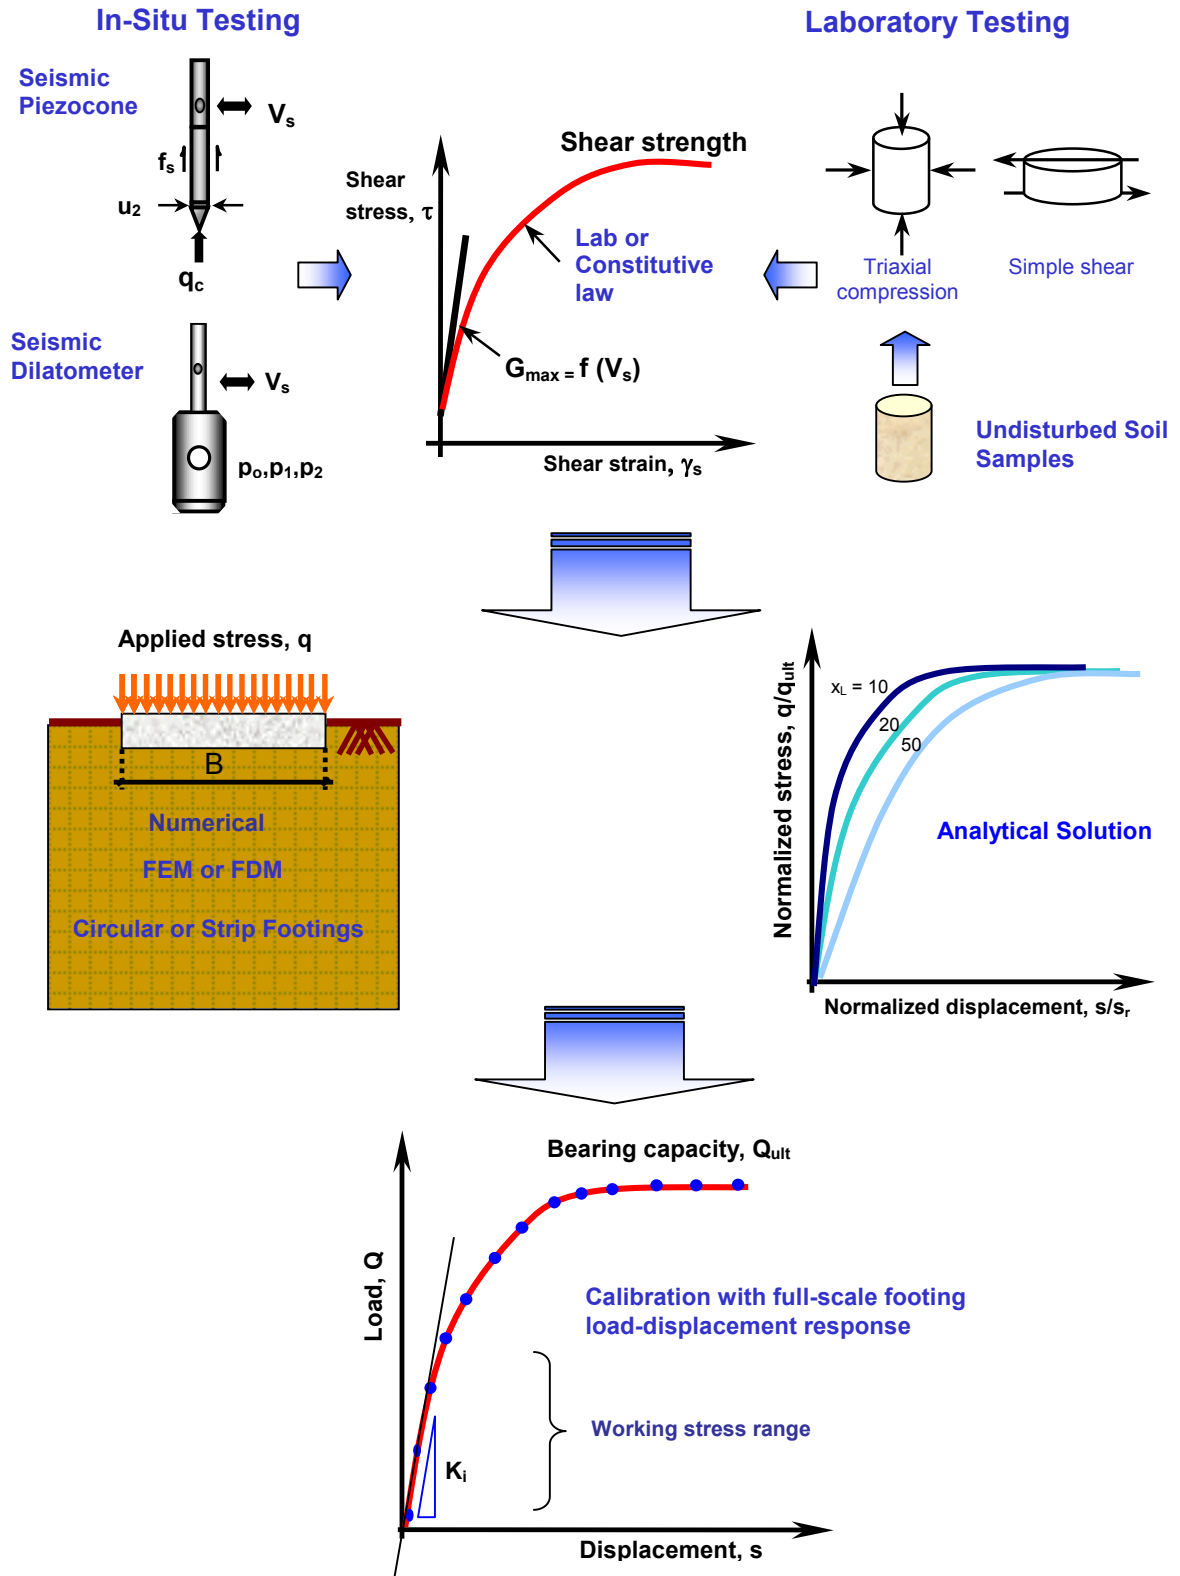 In-Situ Testing
Laboratory Testing
Seismic
Piezocone
Vs
fs
u2
qc
Seismic
Dilatometer
Vs
po,p1,p2
Shear strength
Shear
stress, τ
Lab or
Constitutive
law
Gmax = f (Vs)
Shear strain, γs
Triaxial
compression
Simple shear
Undisturbed Soil
Samples
Applied stress, q
B
Numerical
FEM or FDM
Circular or Strip Footings
Normalized stress, q/qult
xL = 10
20
50
Analytical Solution
Normalized displacement, s/sr
Bearing capacity, Qult
Load, Q
Calibration with full-scale footing
load-displacement response
Working stress range
Ki
Displacement, s